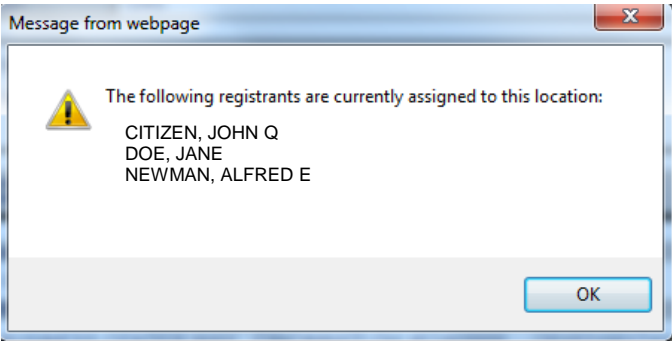 Message from webpage
The following registrants are currently assigned to this location:
CITIZEN, JOHN Q
DOE, JANE
NEWMAN, ALFRED E
OK